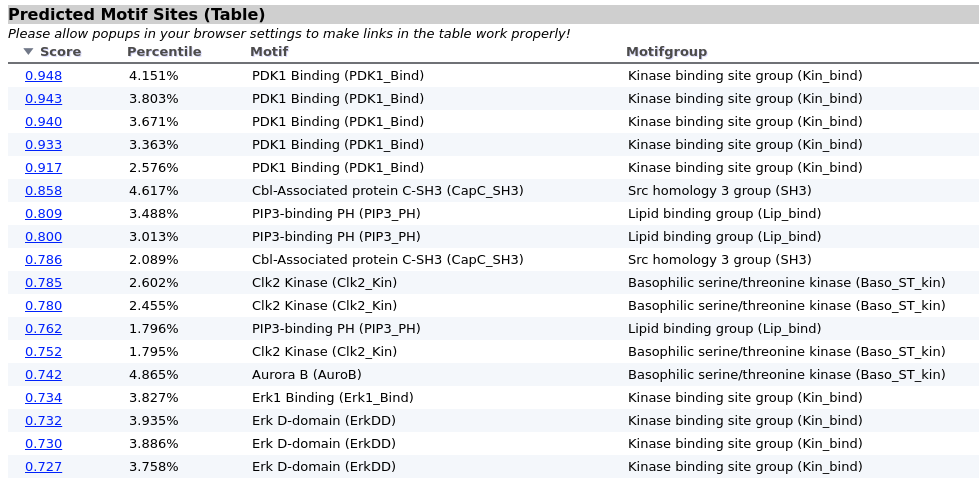 Predicted Motif Sites (Table)
Please allow popups in your browser settings to make links in the table work properly!
Score Percentile Motif Motifgroup
0.948 4.151% PDK1 Binding (PDK1_Bind) Kinase binding site group (Kin_bind)
0.943 3.803% PDK1 Binding (PDK1_Bind) Kinase binding site group (Kin_bind)
0.940 3.671% PDK1 Binding (PDK1_Bind) Kinase binding site group (Kin_bind)
0.933 3.363% PDK1 Binding (PDK1_Bind) Kinase binding site group (Kin_bind)
0.917 2.576% PDK1 Binding (PDK1_Bind) Kinase binding site group (Kin_bind)
0.858 4.617% Cbl-Associated protein C-SH3 (CapC_SH3) Src homology 3 group (SH3)
0.809 3.488% PIP3-binding PH (PIP3_PH) Lipid binding group (Lip_bind)
0.800 3.013% PIP3-binding PH (PIP3_PH) Lipid binding group (Lip_bind)
0.786 2.089% Cbl-Associated protein C-SH3 (CapC_SH3) Src homology 3 group (SH3)
0.785 2.602% Clk2 Kinase (Clk2_Kin) Basophilic serine/threonine kinase (Baso_ST_kin)
0.780 2.455% Clk2 Kinase (Clk2_Kin) Basophilic serine/threonine kinase (Baso_ST_kin)
0.762 1.796% PIP3-binding PH (PIP3_PH) Lipid binding group (Lip_bind)
0.752 1.795% Clk2 Kinase (Clk2_Kin) Basophilic serine/threonine kinase (Baso_ST_kin)
0.742 4.865% Aurora B (AuroB) Basophilic serine/threonine kinase (Baso_ST_kin)
0.734 3.827% Erk1 Binding (Erk1_Bind) Kinase binding site group (Kin_bind)
0.732 3.935% Erk D-domain (ErkDD) Kinase binding site group (Kin_bind)
0.730 3.886% Erk D-domain (ErkDD) Kinase binding site group (Kin_bind)
0.727 3.758% Erk D-domain (ErkDD) Kinase binding site group (Kin_bind)